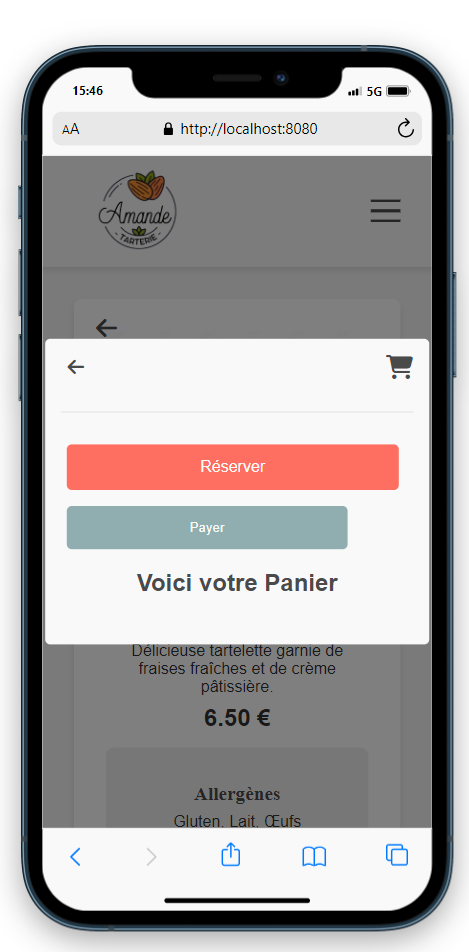 15:46
5G
AA
http://localhost:8080
Amande
TARTERIE
Réserver
Payer
Voici votre Panier
Délicieuse tartelette garnie de
fraises fraîches et de crème
pâtissière.
6.50 €
Allergènes
Gluten, Lait, Œufs